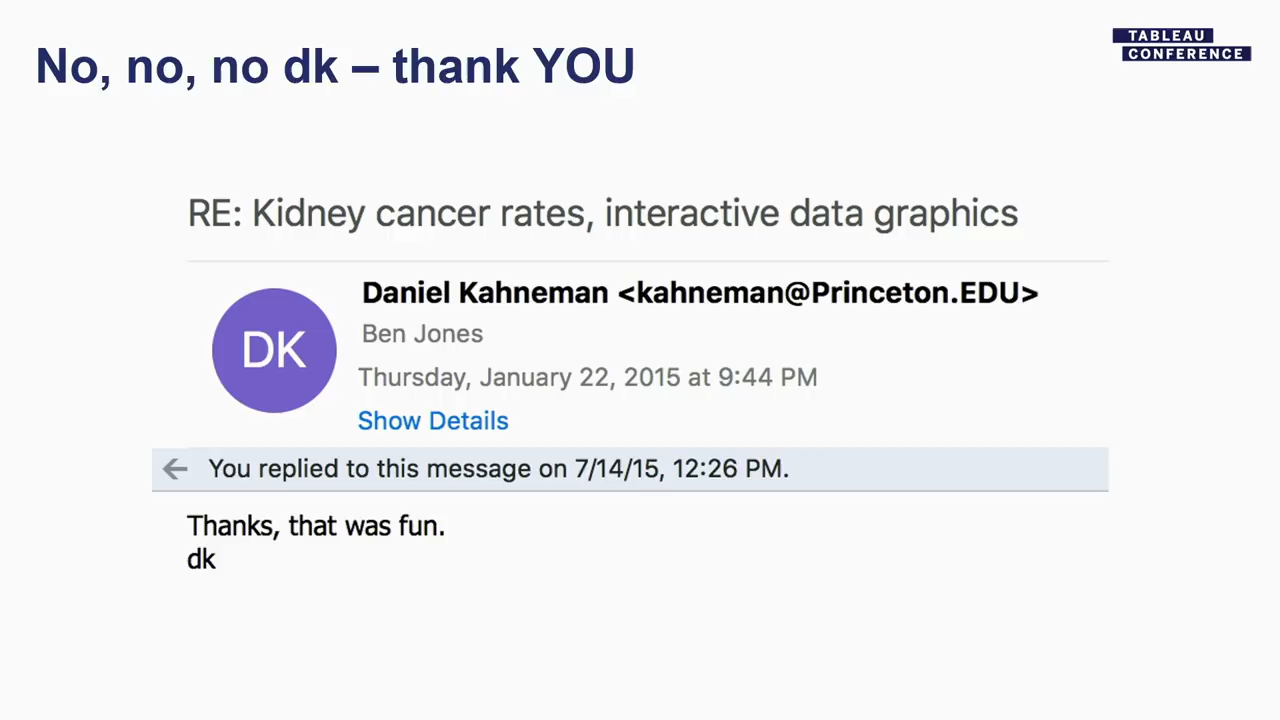 No, no, no dk – thank YOU
TABLEAU
CONFERENCE
RE: Kidney cancer rates, interactive data graphics
DK
Daniel Kahneman <kahneman@Princeton.EDU>
Ben Jones
Thursday, January 22, 2015 at 9:44 PM
Show Details
You replied to this message on 7/14/15, 12:26 PM.
Thanks, that was fun.
dk